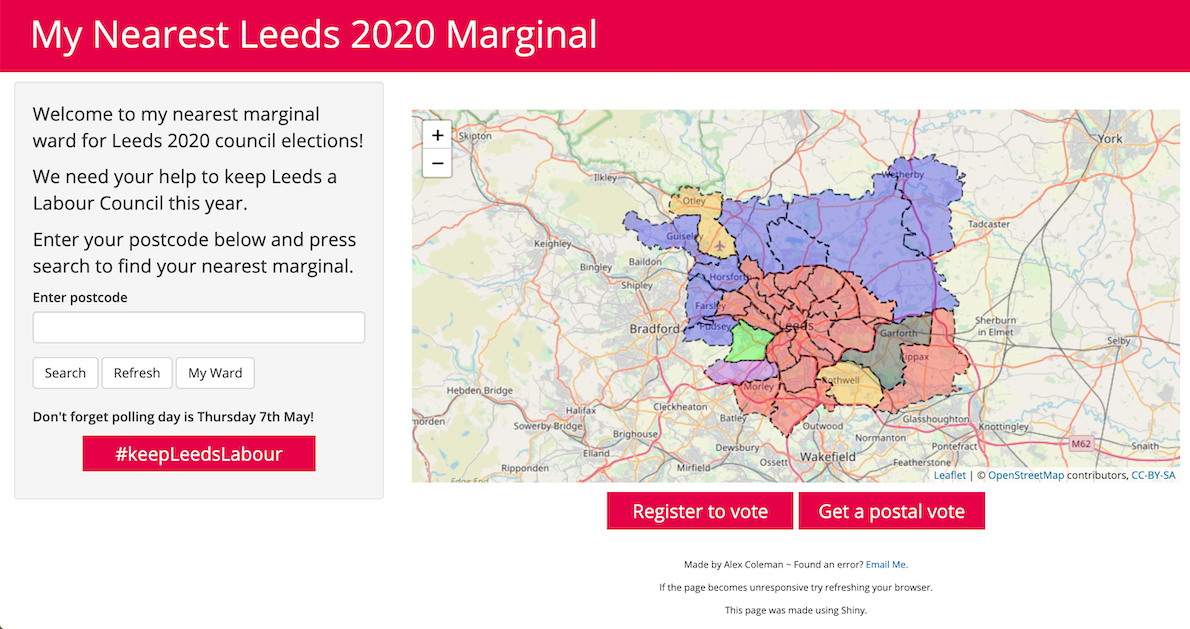 My Nearest Leeds 2020 Marginal
Welcome to my nearest marginal
ward for Leeds 2020 council elections!
We need your help to keep Leeds a
Labour Council this year.
Enter your postcode below and press
search to find your nearest marginal.
Enter postcode
Search Refresh My Ward
Don't forget polling day is Thursday 7th May!
#keepLeedsLabour
+
−
Skipton
York
Ilkley
Wetherby
Otley
Tadcaster
Guiseley
Keighley
Baildon
Bingley
Horsforth
Shipley
Farsley
Sherburn
in Elmet
Bradford
Pudsey
Leeds
Garforth
Selby
Kippax
Rothwell
Morley
Hebden Bridge
Cleckheaton
Halifax
Batley
Outwood
Glasshoughton
Knottingley
morden
Sowerby Bridge
Brighouse
Normanton
M62
Dewsbury
Pontefract
Snaith
Elland
Wakefield
Ossett
Featherstone
Ripponden
Mirfield
Leaflet | © OpenStreetMap contributors, CC-BY-SA
Register to vote Get a postal vote
Made by Alex Coleman ~ Found an error? Email Me.
If the page becomes unresponsive try refreshing your browser.
This page was made using Shiny.